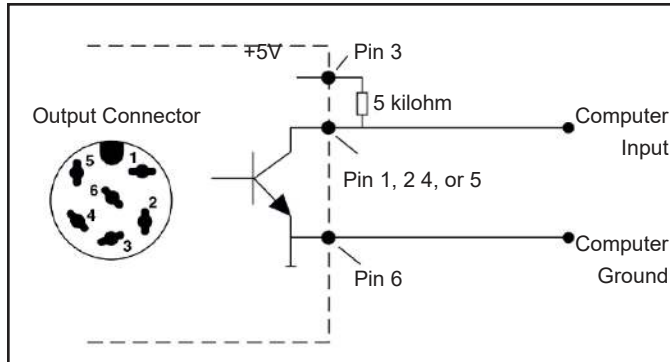 +5V
Pin 3
5 kilohm
Output Connector
Computer
Input
5
1
6
2
4
3
Pin 1, 2 4, or 5
Computer
Ground
Pin 6